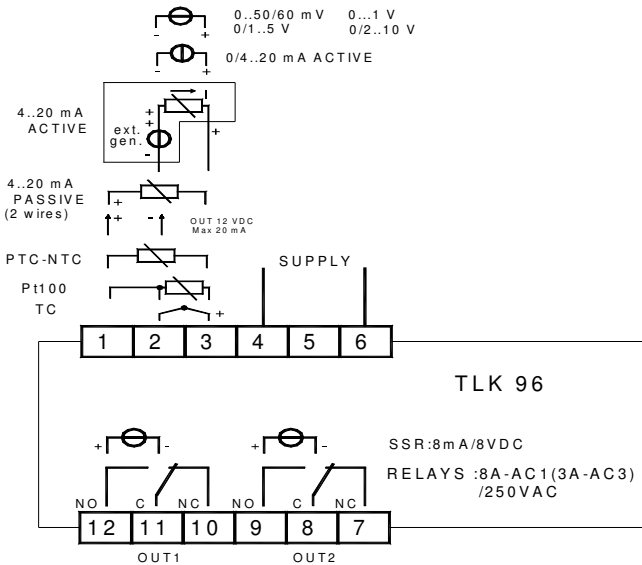 0..50/60 mV 0...1 V
0/1..5 V 0/2..10 V
- +
0/4..20 mA ACTIVE
- +
4..20 mA
ACTIVE
+
+
ext.
gen.
-
+
4..20 mA
PASSIVE
(2 wires)
+
+ -
OUT 12 VDC
Max 20 mA
PTC-NTC
SUPPLY
Pt100
TC
+
1 2 3 4 5 6
TLK 96
+ - + -
SSR:8mA/8VDC
RELAYS :8A-AC1(3A-AC3)
/250VAC
NO C NC NO C NC
12 11 10 9 8 7
OUT1 OUT2